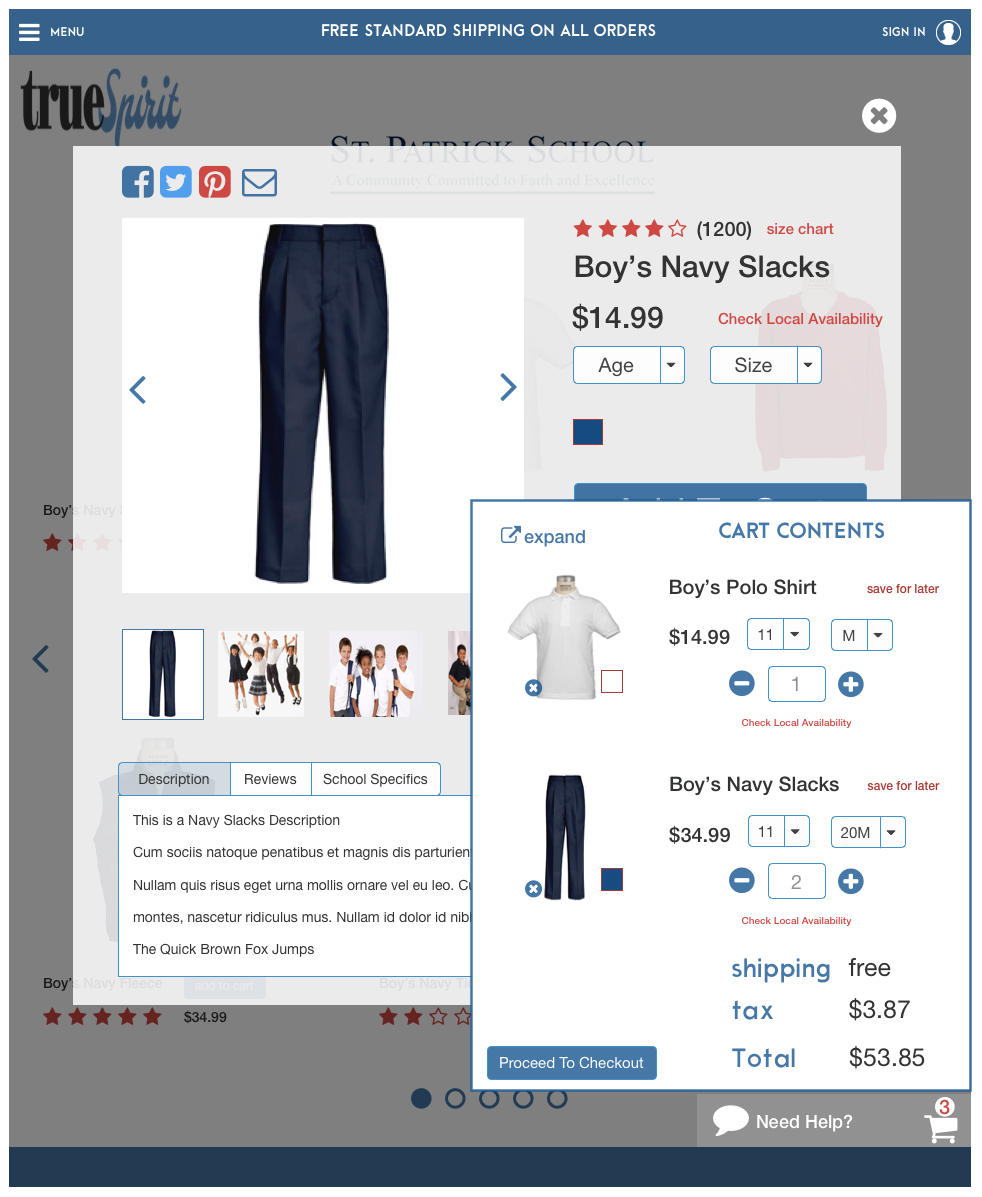 MENU
FREE STANDARD SHIPPING ON ALL ORDERS
SIGN IN
trueSpirit
ST. PATRICK SCHOOL
A Community Committed to Faith and Excellence
(1200) size chart
Boy's Navy Slacks
$14.99
Check Local Availability
Age
Size
Boy's Navy
expand
CART CONTENTS
Boy's Polo Shirt
save for later
$14.99
11
M
1
Check Local Availability
Boy's Navy Slacks
save for later
$34.99
11
20M
2
Check Local Availability
shipping free
tax $3.87
Total $53.85
Proceed To Checkout
Description
Reviews
School Specifics
This is a Navy Slacks Description
Cum sociis natoque penatibus et magnis dis parturien
Nullam quis risus eget urna mollis ornare vel eu leo. Cu
montes, nascetur ridiculus mus. Nullam id dolor id nibl
The Quick Brown Fox Jumps
Boy's Navy Fleece
add to cart
Boy's Navy Ti
$34.99
Need Help?
3